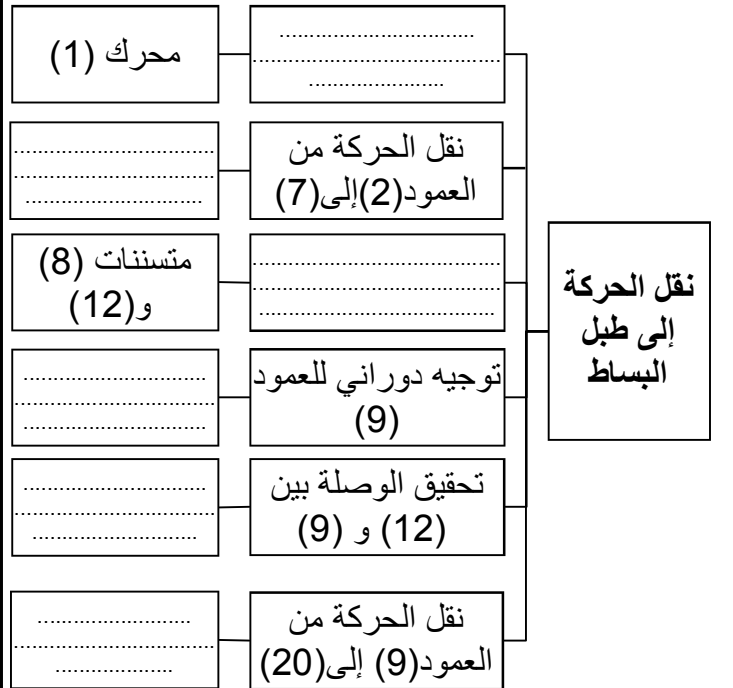 محرك (1)
................................
..........................................
.......................
نقل الحركة من
العمود(2)إلى(7)
..................................
..................................
..............................
متسننات (8)
و(12)
..........................................
..........................................
........................................
توجيه دوراني للعمود
(9)
...............................
..................................
...............................
تحقيق الوصلة بين
(12) و (9)
...............................
..................................
............................
نقل الحركة من
العمود(9) إلى(20)
..........................
..................................
....................
نقل الحركة
إلى طبل
البساط